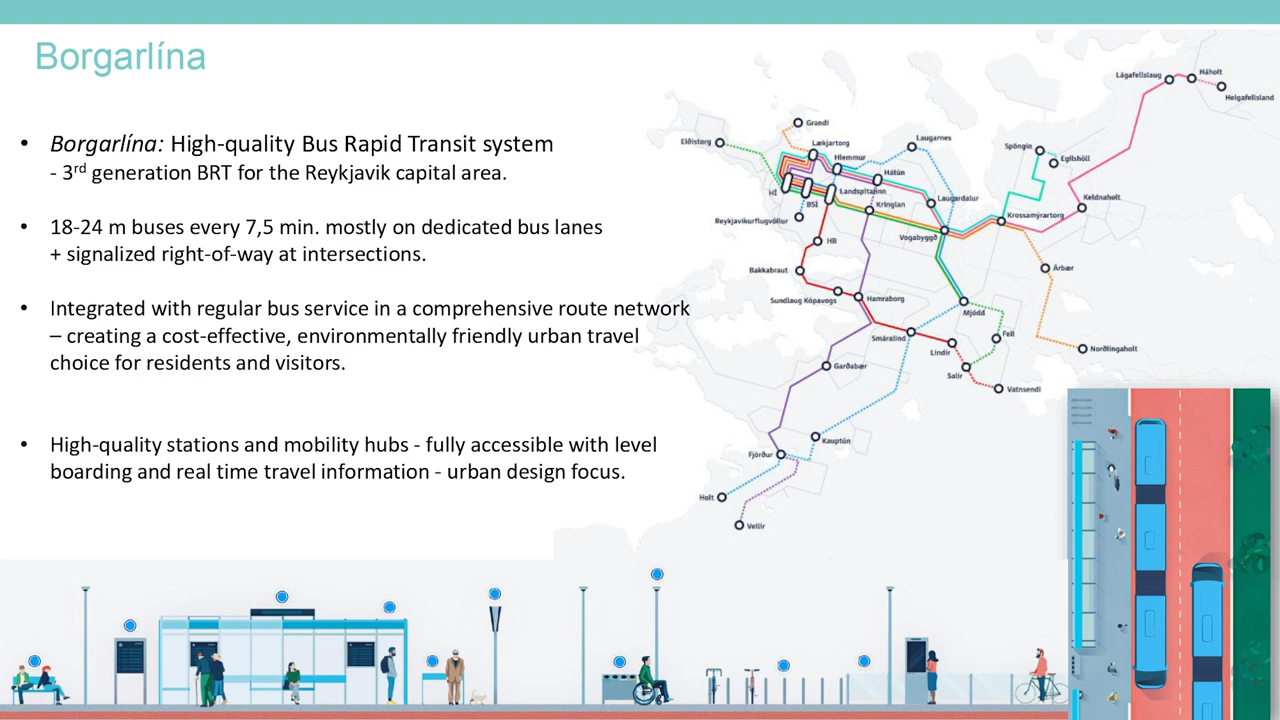 Borgarlína
• Borgarlína: High-quality Bus Rapid Transit system
- 3rd generation BRT for the Reykjavik capital area.
• 18-24 m buses every 7,5 min. mostly on dedicated bus lanes
+ signalized right-of-way at intersections.
• Integrated with regular bus service in a comprehensive route network
– creating a cost-effective, environmentally friendly urban travel
choice for residents and visitors.
• High-quality stations and mobility hubs - fully accessible with level
boarding and real time travel information - urban design focus.
Lágafellslaug
Háholt
Helgafellsland
Grandi
Eiðistorg
Lækjartorg
Laugarnes
Spöngin
Egilshöll
Hlemmur
Hátún
HÍ
Landspítalinn
BSÍ
Laugardalur
Keldnaholt
Kringlan
Krossamýrartorg
Reykjavíkurflugvöllur
Vogabyggð
HR
Bakkabraut
Árbær
Sundlaug Kópavogs
Hamraborg
Mjódd
Smáralind
Fell
Lindir
Norðlingaholt
Garðabær
Salir
Vatnsendi
Kauptún
Fjörður
Holt
Vellir